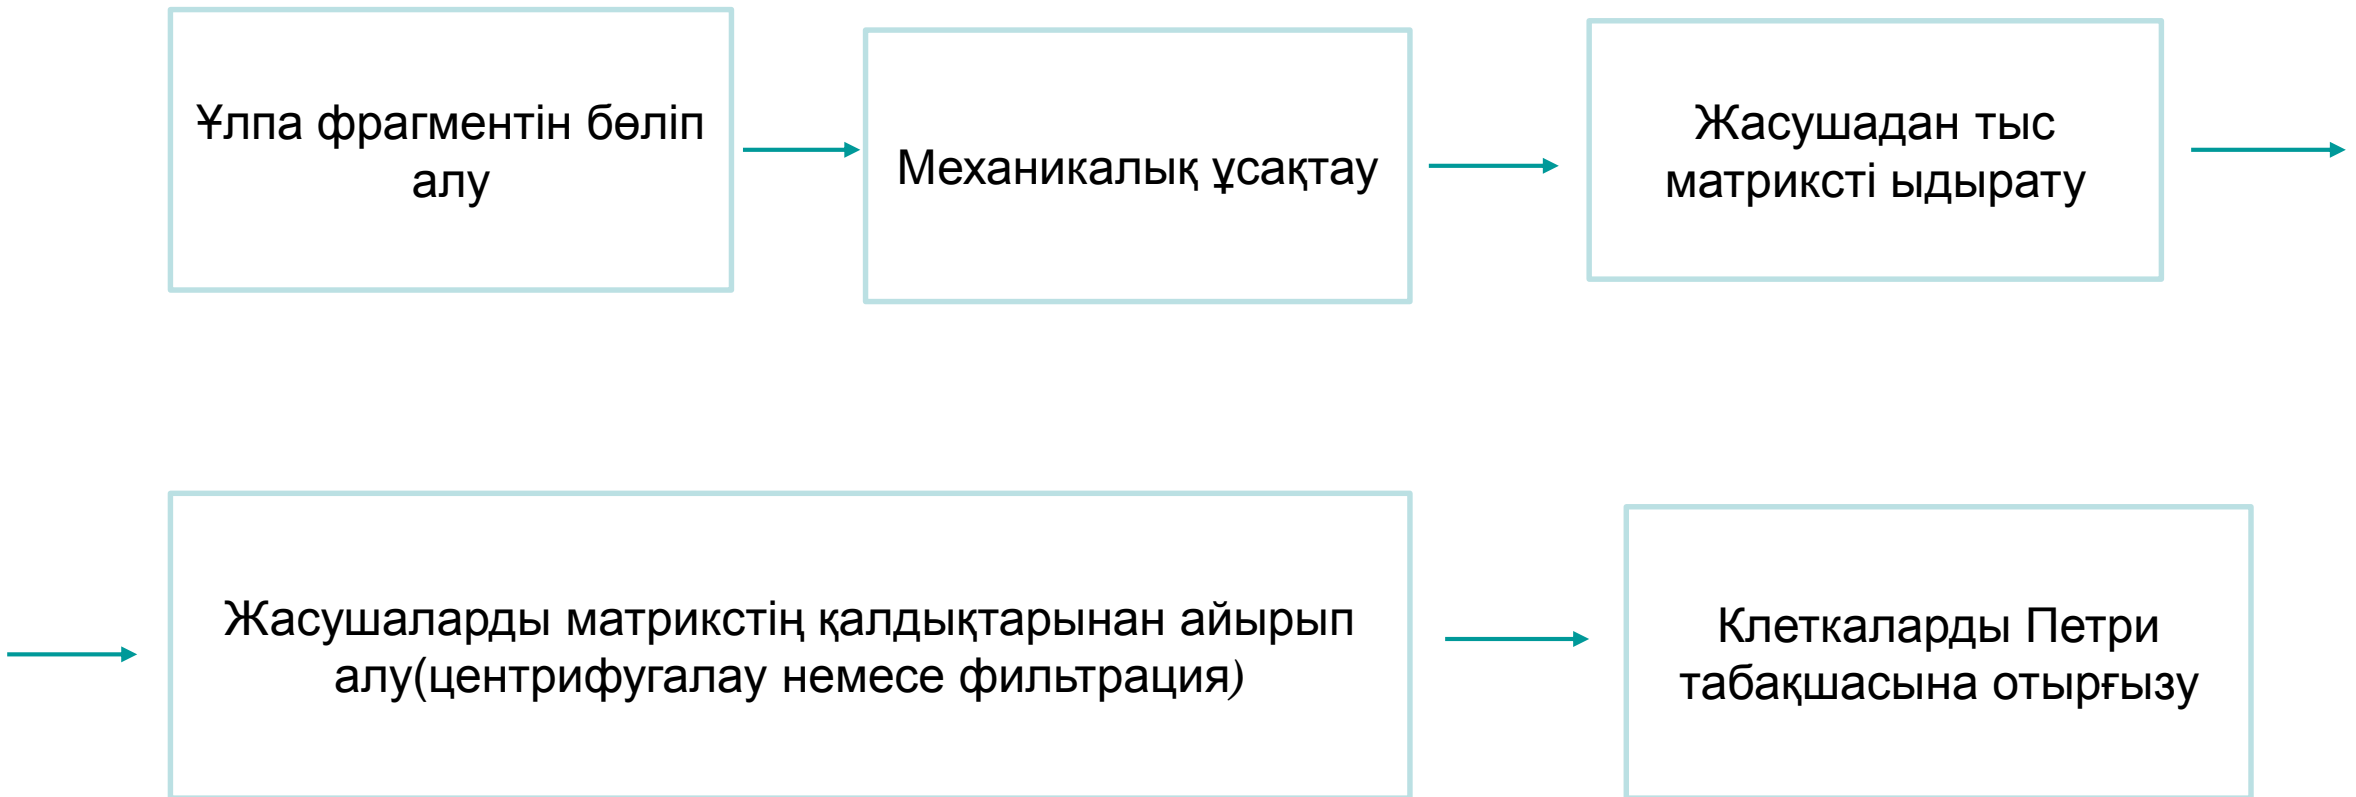 Ұлпа фрагментін бөліп
алу
Механикалық ұсақтау
Жасушадан тыс
матриксті ыдырату
Жасушаларды матрикстің қалдықтарынан айырып
алу(центрифугалау немесе фильтрация)
Клеткаларды Петри
табақшасына отырғызу